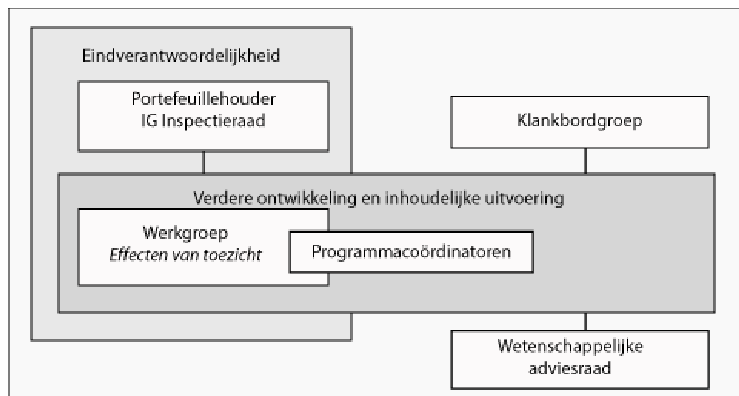 Eindverantwoordelijkheid
Portefeuillehouder
IG Inspectieraad
Klankbordgroep
Verdere ontwikkeling en inhoudelijke uitvoering
Werkgroep
Effecten van toezicht
Programmacoördinatoren
Wetenschappelijke
adviesraad